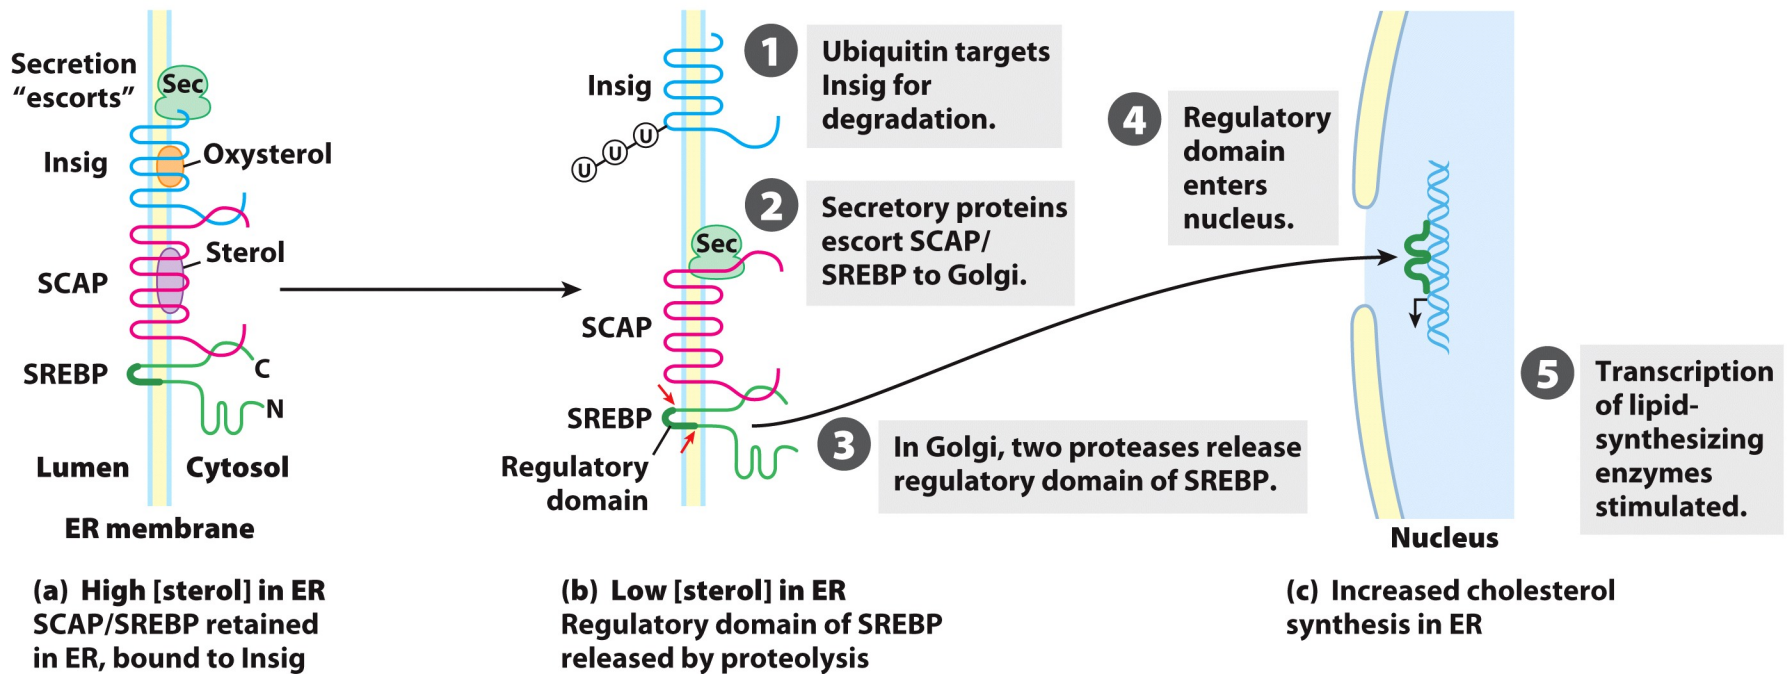 Secretion
“escorts”
Sec
Insig
Oxysterol
Sterol
SCAP
SREBP
C
N
Lumen
Cytosol
ER membrane
(a) High [sterol] in ER
SCAP/SREBP retained
in ER, bound to Insig
Insig
U
U
U
1
Ubiquitin targets
Insig for
degradation.
2
Secretory proteins
escort SCAP/
SREBP to Golgi.
Sec
SCAP
SREBP
Regulatory
domain
3
In Golgi, two proteases release
regulatory domain of SREBP.
(b) Low [sterol] in ER
Regulatory domain of SREBP
released by proteolysis
4
Regulatory
domain
enters
nucleus.
5
Transcription
of lipid-
synthesizing
enzymes
stimulated.
Nucleus
(c) Increased cholesterol
synthesis in ER